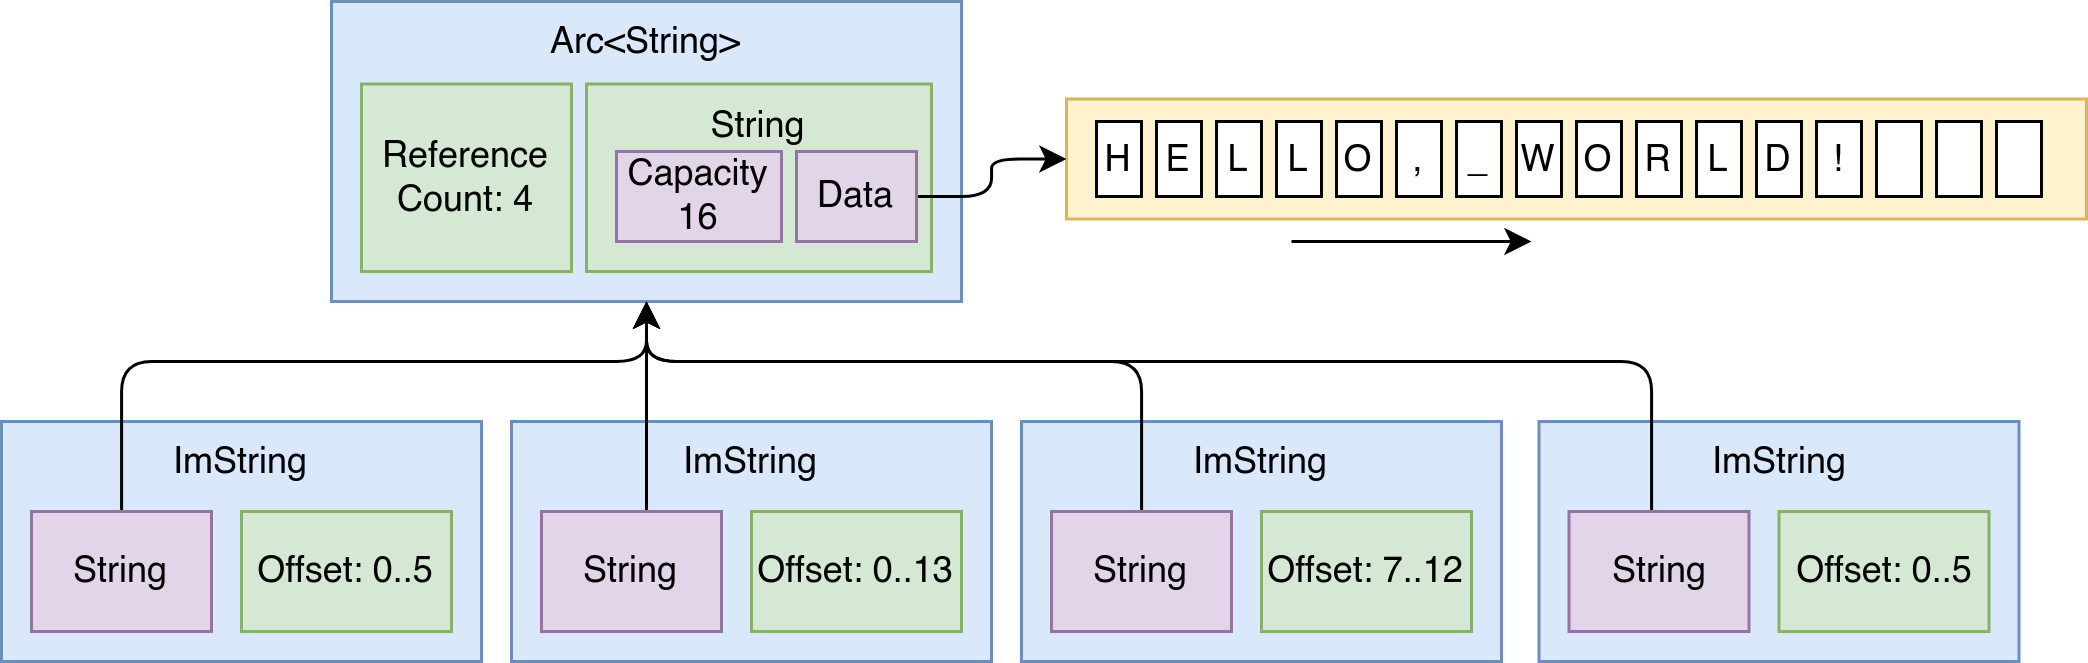 Arc<String>
Reference
Count: 4
String
Capacity
16
Data
H E L L O , _ W O R L D !
ImString
String
Offset: 0..5
ImString
String
Offset: 0..13
ImString
String
Offset: 7..12
ImString
String
Offset: 0..5